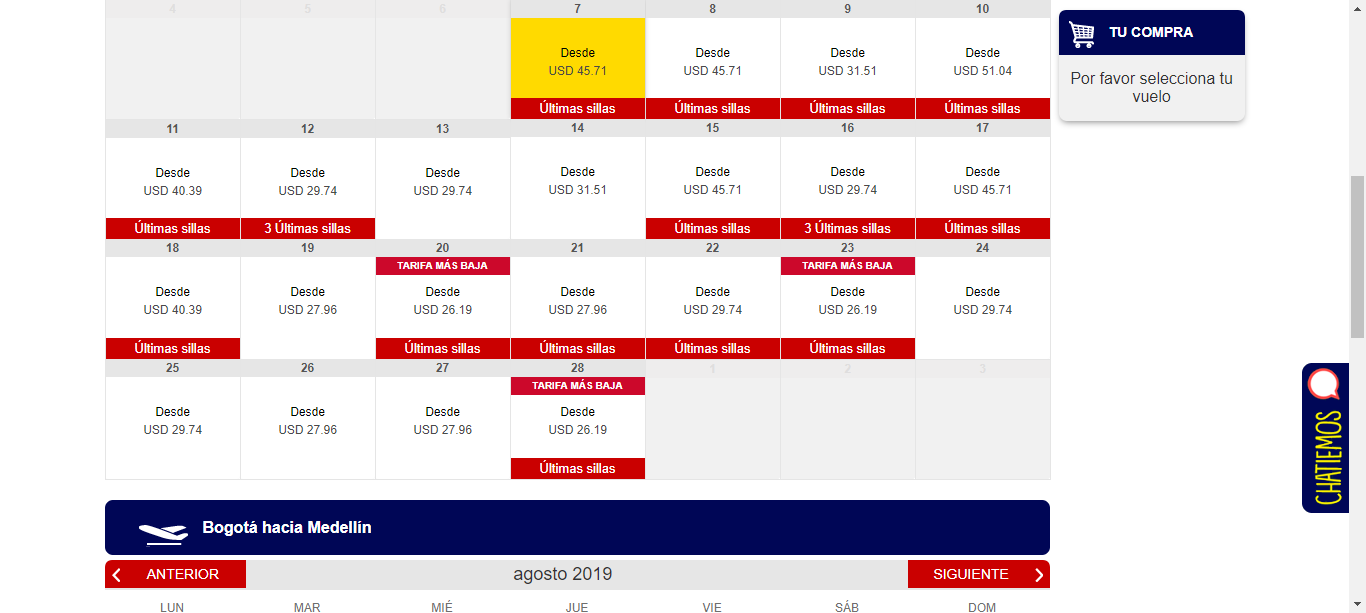 4 5 6 7 8 9 10
Desde Desde Desde Desde
USD 45.71 USD 45.71 USD 31.51 USD 51.04
Últimas sillas Últimas sillas Últimas sillas Últimas sillas
TU COMPRA
Por favor selecciona tu
vuelo
11 12 13 14 15 16 17
Desde Desde Desde Desde Desde Desde Desde
USD 40.39 USD 29.74 USD 29.74 USD 31.51 USD 45.71 USD 29.74 USD 45.71
Últimas sillas 3 Últimas sillas Últimas sillas 3 Últimas sillas Últimas sillas
18 19 20 21 22 23 24
TARIFA MÁS BAJA TARIFA MÁS BAJA
Desde Desde Desde Desde Desde Desde Desde
USD 40.39 USD 27.96 USD 26.19 USD 27.96 USD 29.74 USD 26.19 USD 29.74
Últimas sillas Últimas sillas Últimas sillas Últimas sillas Últimas sillas
25 26 27 28 1 2 3
TARIFA MÁS BAJA
Desde Desde Desde Desde
USD 29.74 USD 27.96 USD 27.96 USD 26.19
Últimas sillas
CHATIEMOS
Bogotá hacia Medellín
ANTERIOR agosto 2019 SIGUIENTE
LUN MAR MIÉ JUE VIE SÁB DOM